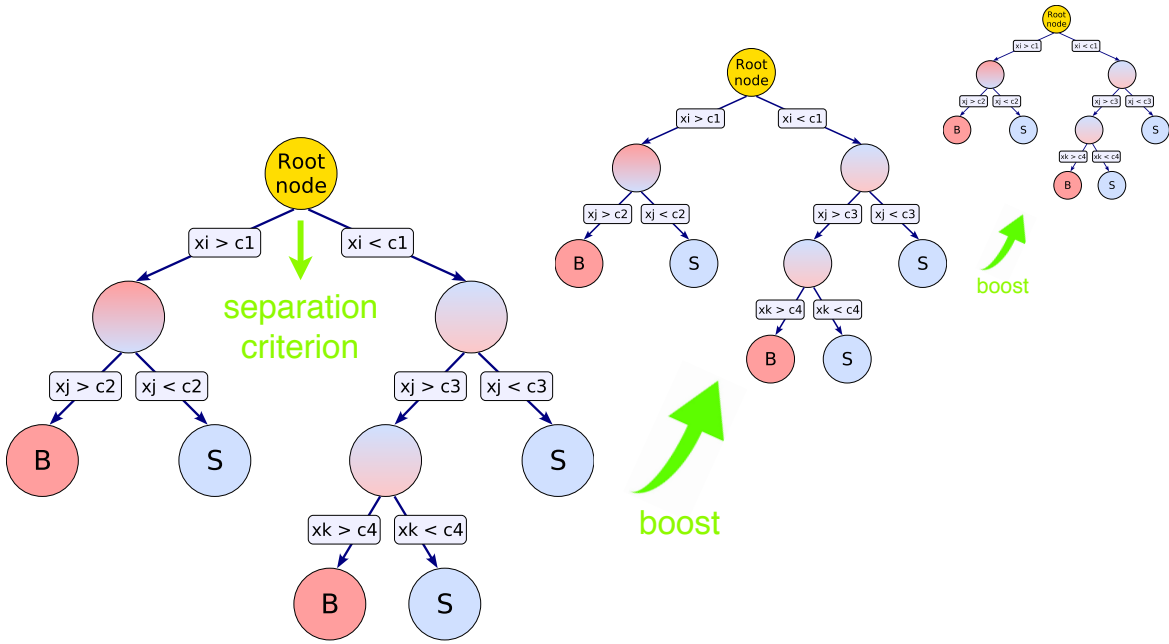 Root
node
xi > c1
xi < c1
separation
criterion
xj > c2
xj < c2
xj > c3
xj < c3
B
S
S
xk > c4
xk < c4
B
S
boost
Root
node
xi > c1
xi < c1
xj > c2
xj < c2
xj > c3
xj < c3
B
S
S
xk > c4
xk < c4
B
S
boost
Root
node
xi > c1
xi < c1
xj > c2
xj < c2
xj > c3
xj < c3
B
S
S
xk > c4
xk < c4
B
S